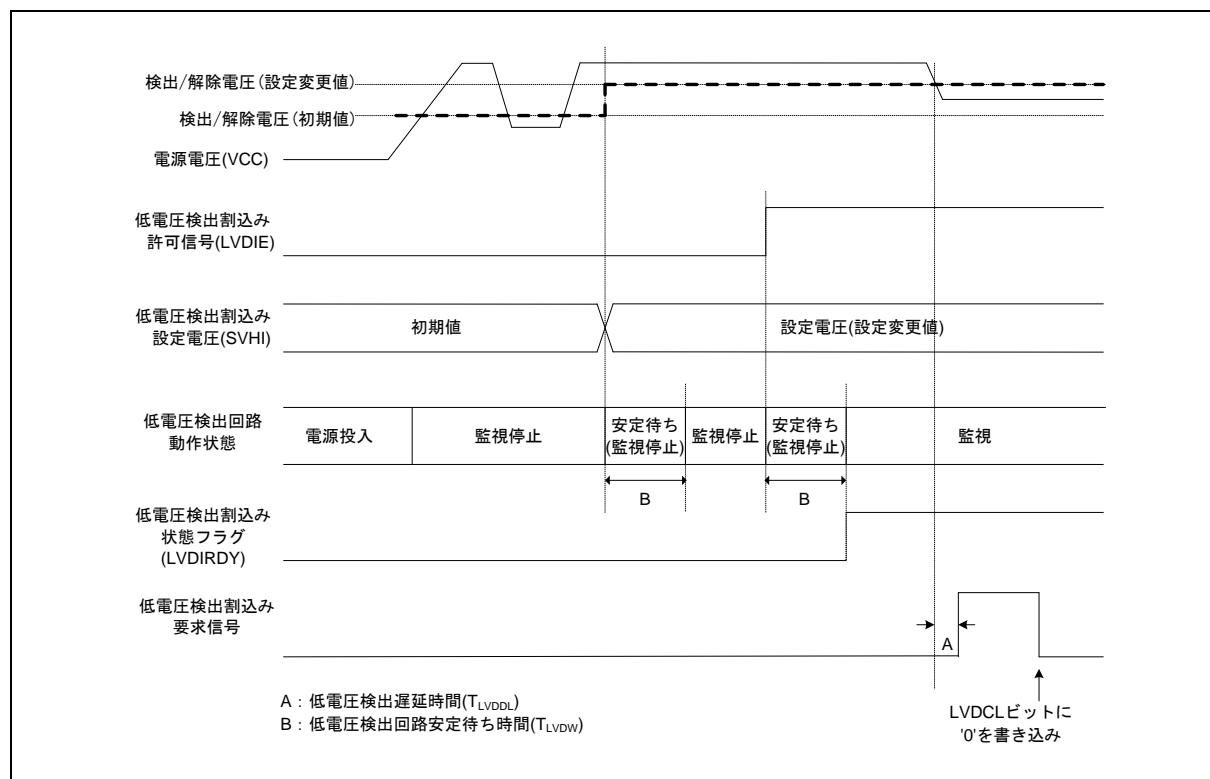 検出/解除電圧(設定変更値)
検出/解除電圧(初期値)
電源電圧(VCC)
低電圧検出割込み
許可信号(LVDIE)
低電圧検出割込み
設定電圧(SVHI)
初期値
設定電圧(設定変更値)
低電圧検出回路
動作状態
電源投入
監視停止
安定待ち
(監視停止)
監視停止
安定待ち
(監視停止)
監視
B
B
低電圧検出割込み
状態フラグ
(LVDIRDY)
低電圧検出割込み
要求信号
A
A：低電圧検出遅延時間(TLVDDL)
B：低電圧検出回路安定待ち時間(TLVDW)
LVDCLビットに
'0'を書き込み